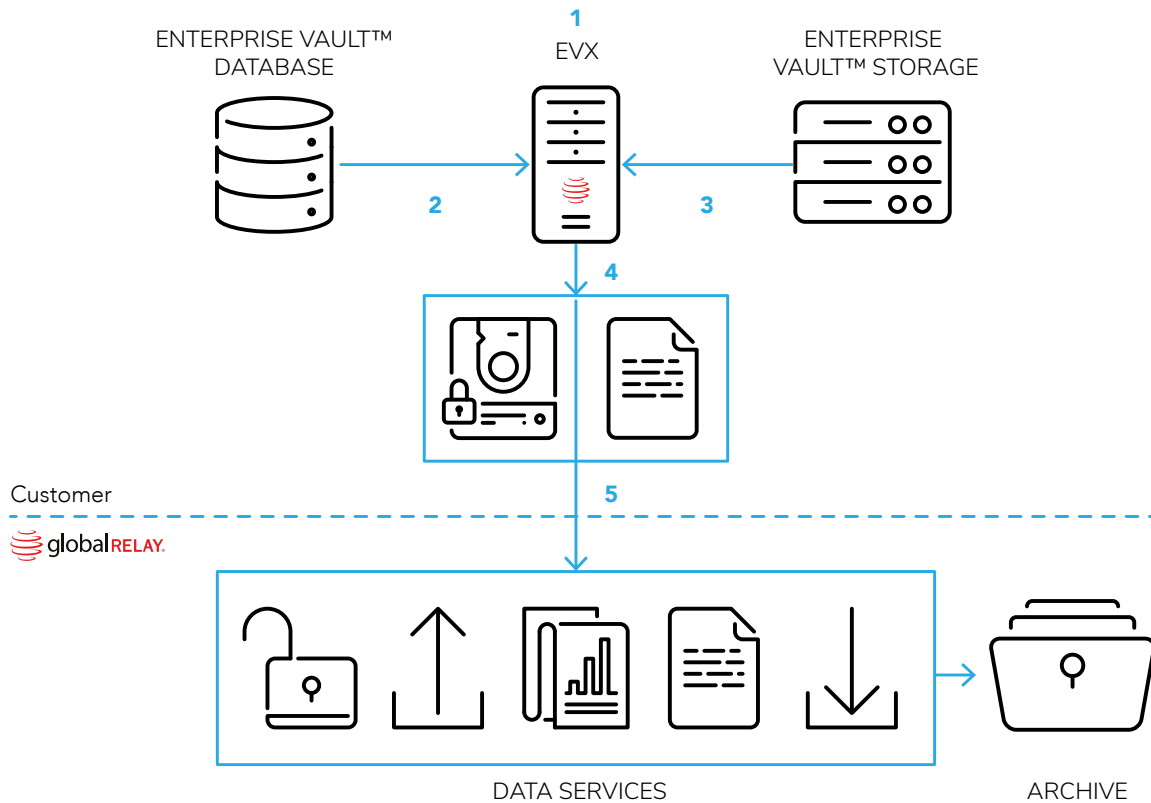 1
ENTERPRISE VAULT™
DATABASE
EVX
ENTERPRISE
VAULT™ STORAGE
2
3
4
5
Customer
globalRELAY.
DATA SERVICES
ARCHIVE